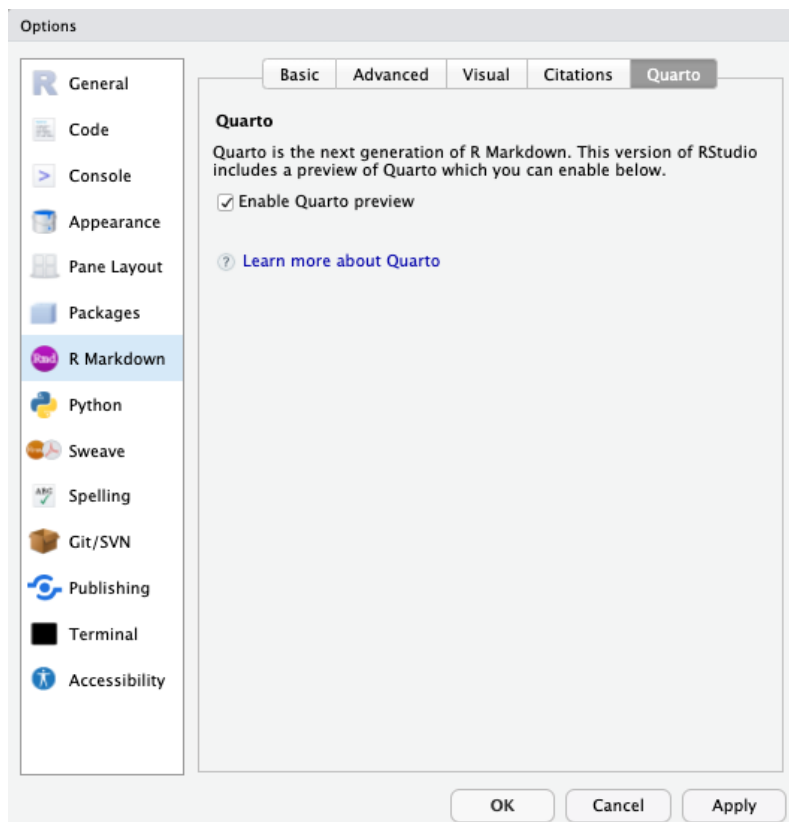 Options
R General
Code
Console
Appearance
Pane Layout
Packages
Rmd R Markdown
Python
Sweave
ABC Spelling
Git/SVN
Publishing
Terminal
Accessibility
Basic Advanced Visual Citations Quarto
Quarto
Quarto is the next generation of R Markdown. This version of RStudio
includes a preview of Quarto which you can enable below.
Enable Quarto preview
? Learn more about Quarto
OK Cancel Apply